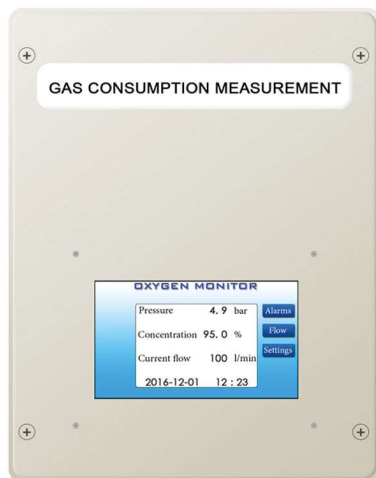 GAS CONSUMPTION MEASUREMENT
OXYGEN MONITOR
Pressure 4.9 bar Alarms
Concentration 95.0 % Flow
Current flow 100 l/min Settings
2016-12-01 12 : 23